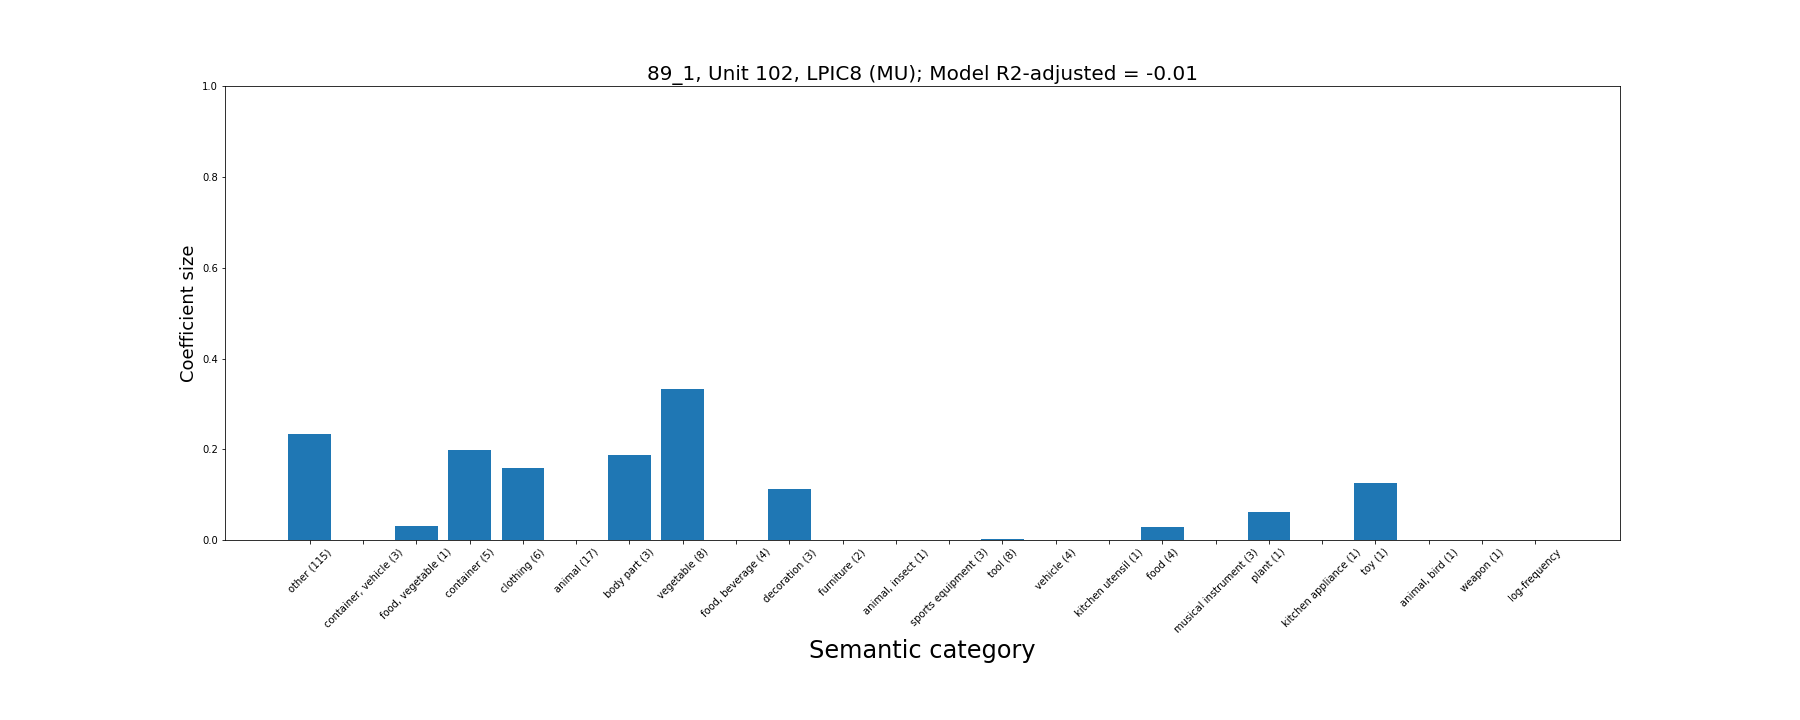 89_1, Unit 102, LPIC8 (MU); Model R2-adjusted = -0.01
Coefficient size
1.0
0.8
0.6
0.4
0.2
0.0
other (115)
container, vehicle (3)
food, vegetable (1)
container (5)
clothing (6)
animal (17)
body part (3)
vegetable (8)
food, beverage (4)
decoration (3)
furniture (2)
animal, insect (1)
sports equipment (3)
tool (8)
vehicle (4)
kitchen utensil (1)
food (4)
musical instrument (3)
plant (1)
kitchen appliance (1)
toy (1)
animal, bird (1)
weapon (1)
log-frequency
Semantic category